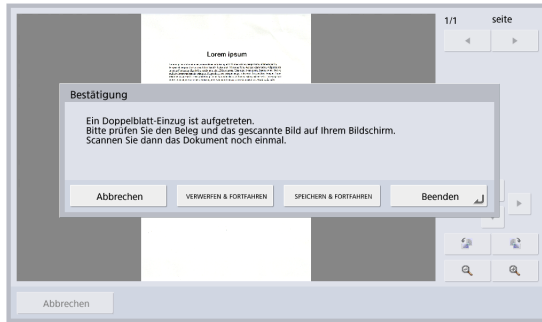 1/1 seite
Lorem ipsum
Bestätigung
Ein Doppelblatt-Einzug ist aufgetreten.
Bitte prüfen Sie den Beleg und das gescannte Bild auf Ihrem Bildschirm.
Scannen Sie dann das Dokument noch einmal.
Abbrechen VERWERFEN & FORTFAHREN SPEICHERN & FORTFAHREN Beenden
Abbrechen